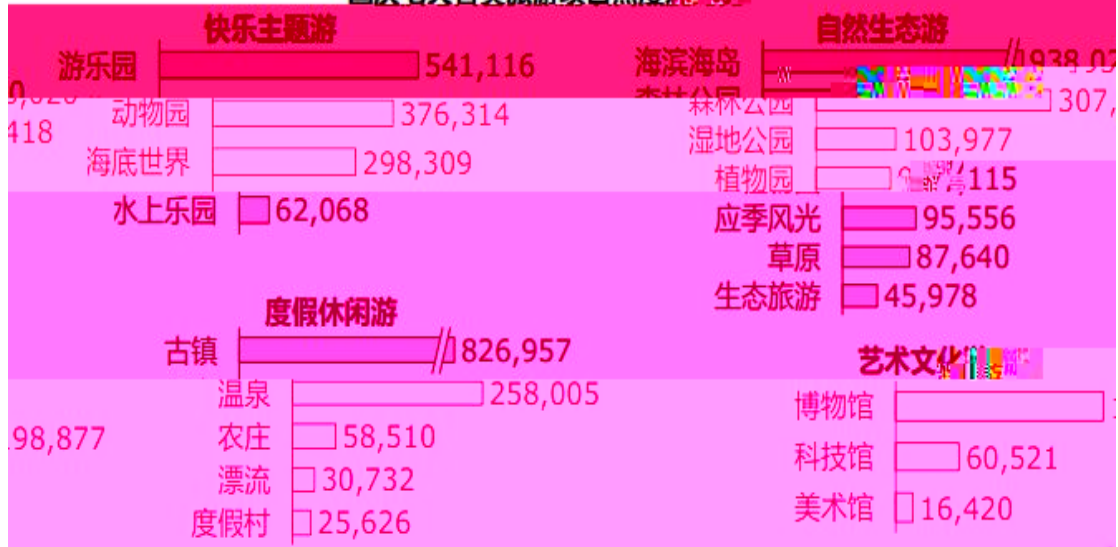 快乐主题游
游乐园 541,116
动物园 376,314
海底世界 298,309
水上乐园 62,068
自然生态游
海滨海岛
森林公园 307,
湿地公园 103,977
植物园 115
应季风光 95,556
草原 87,640
生态旅游 45,978
度假休闲游
古镇 826,957
温泉 258,005
农庄 58,510
漂流 30,732
度假村 25,626
艺术文化
博物馆
科技馆 60,521
美术馆 16,420
418
98,877